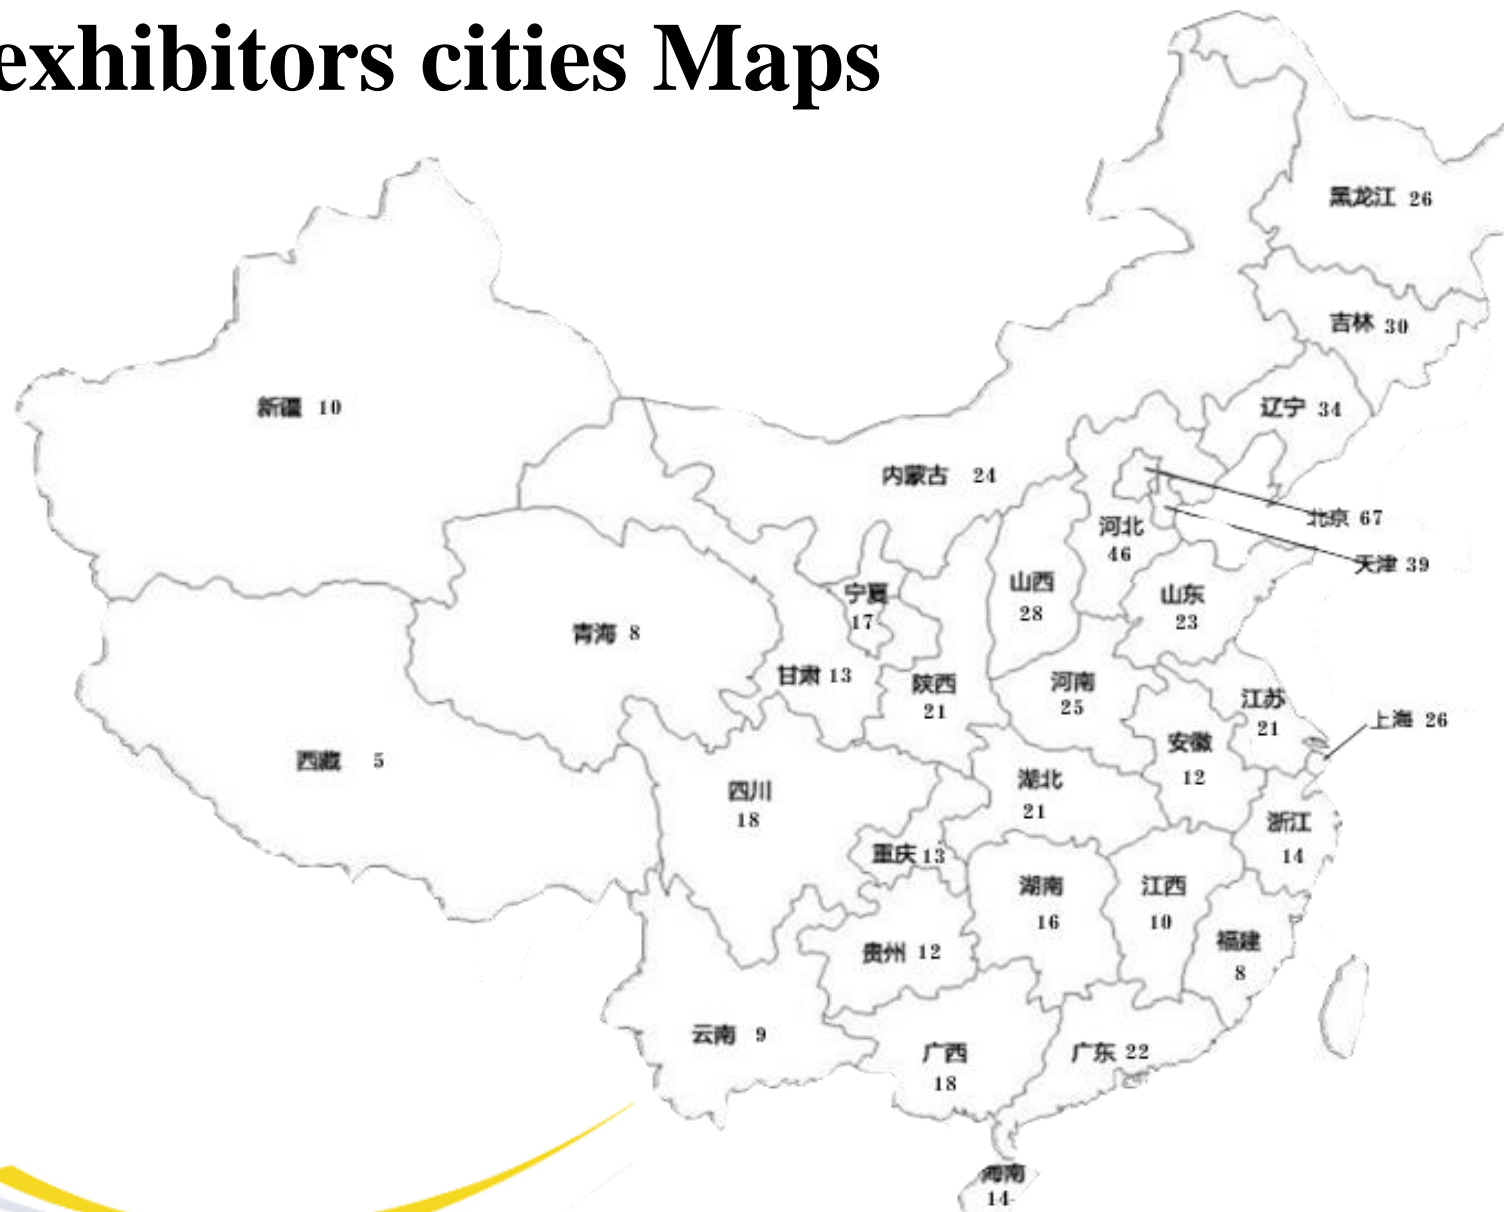 exhibitors cities Maps
黑龙江 26
吉林 30
辽宁 34
新疆 10
内蒙古 24
北京 67
河北
46
天津 39
山西
28
宁夏
17
山东
23
青海 8
甘肃 13
陕西
21
河南
25
江苏
21
上海 26
安徽
12
西藏 5
四川
18
湖北
21
浙江
14
重庆 13
湖南
16
江西
10
福建
8
贵州 12
云南 9
广西
18
广东 22
海南
14